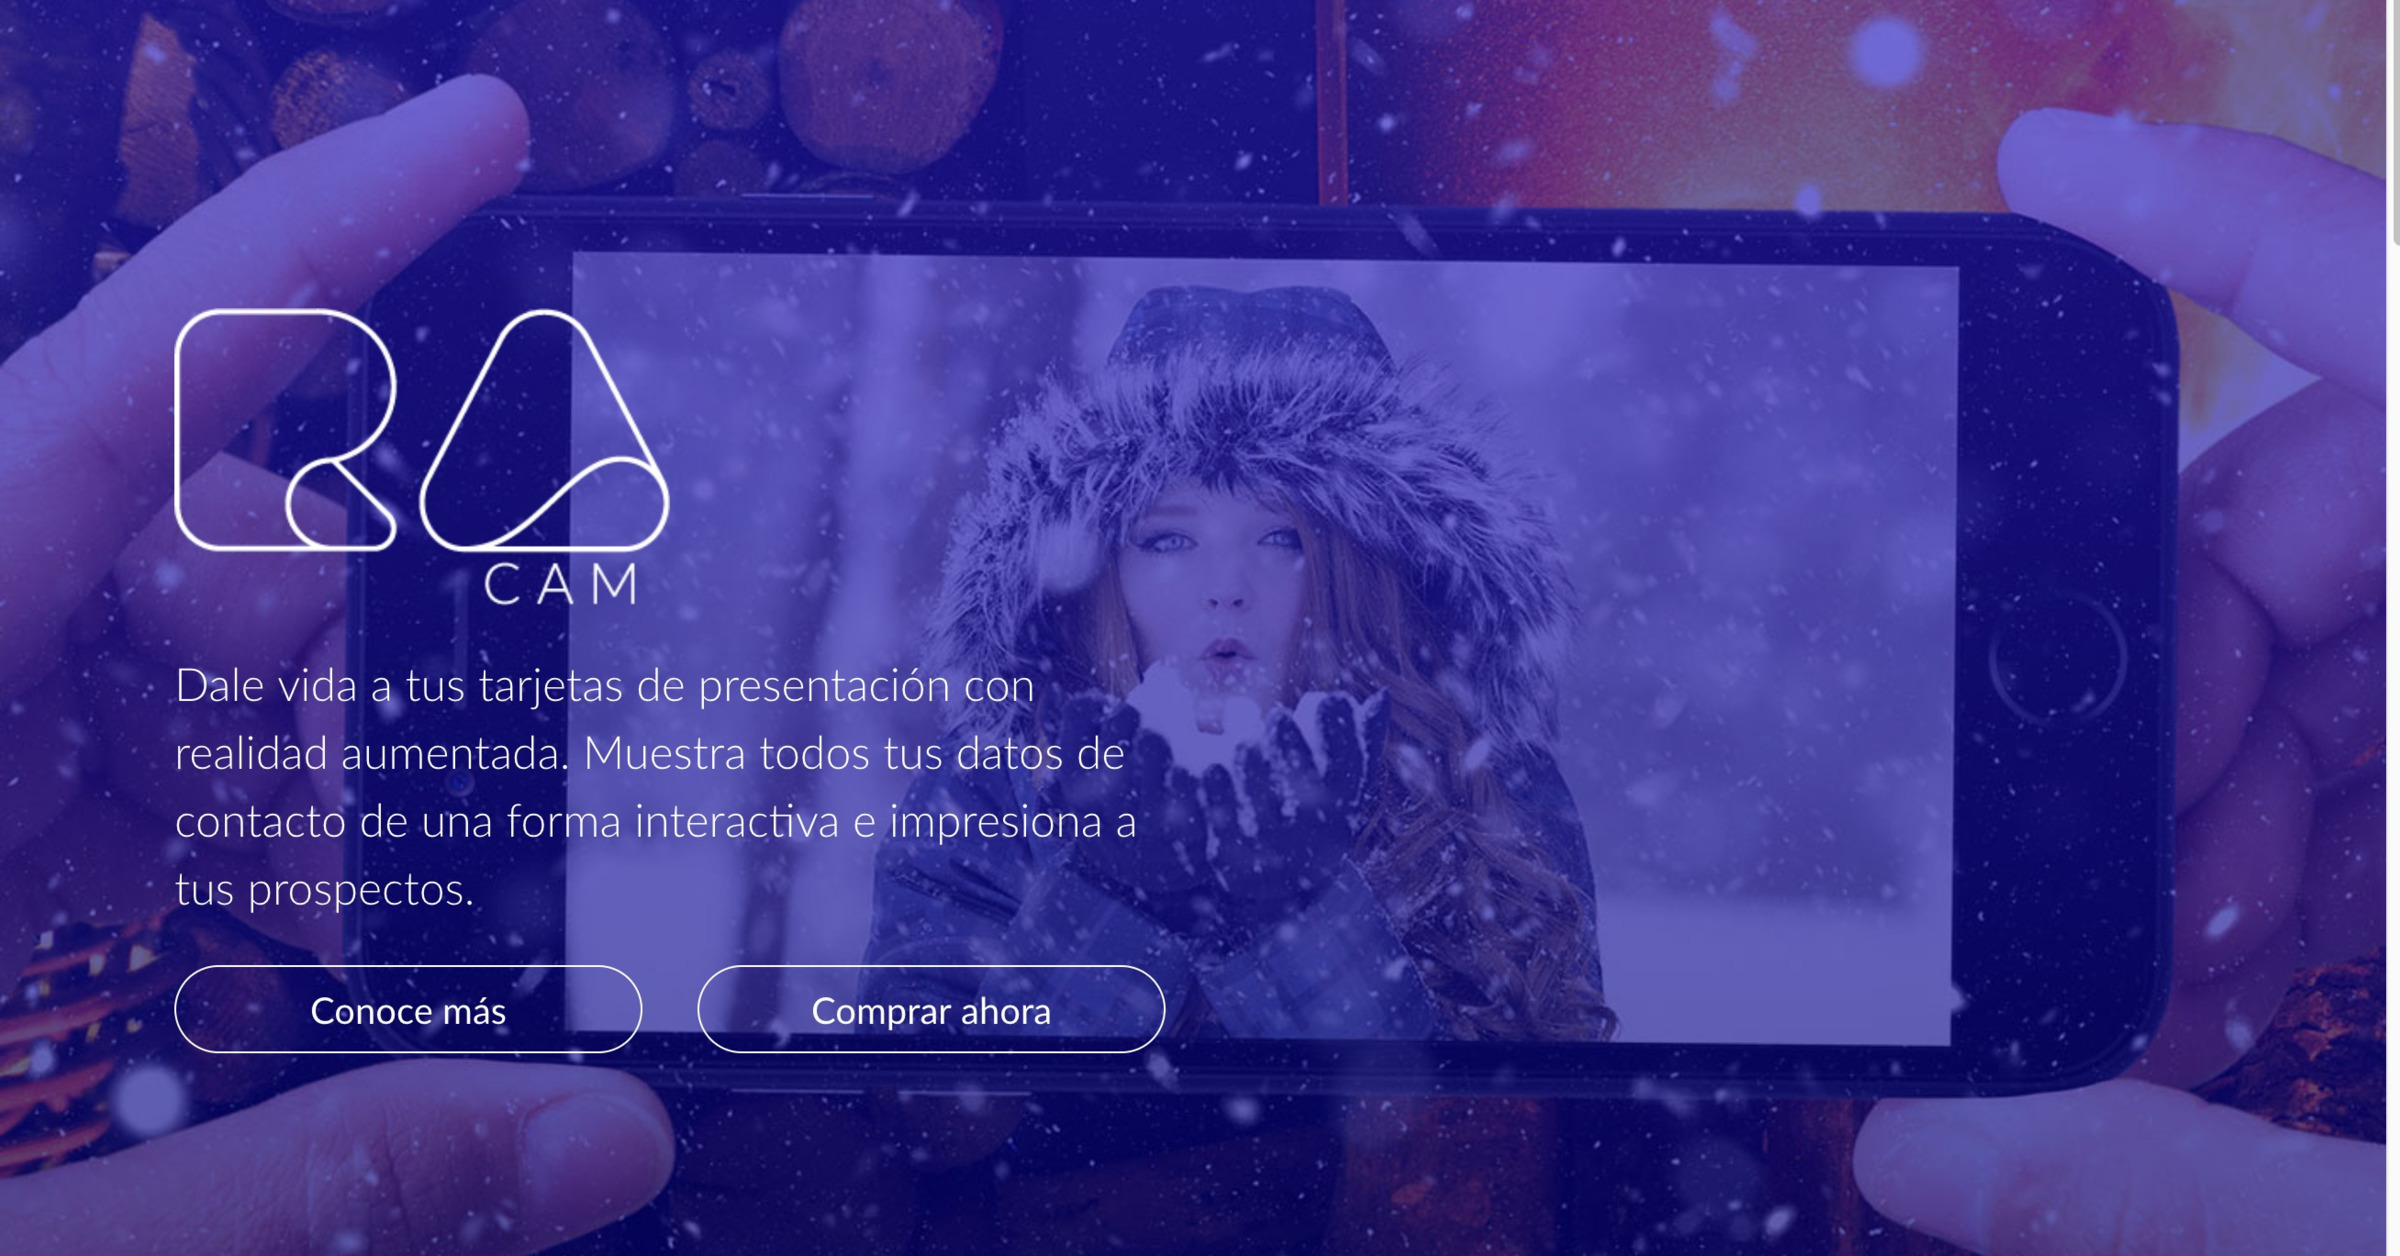 RA
CAM
Dale vida a tus tarjetas de presentación con
realidad aumentada. Muestra todos tus datos de
contacto de una forma interactiva e impresiona a
tus prospectos.
Conoce más
Comprar ahora